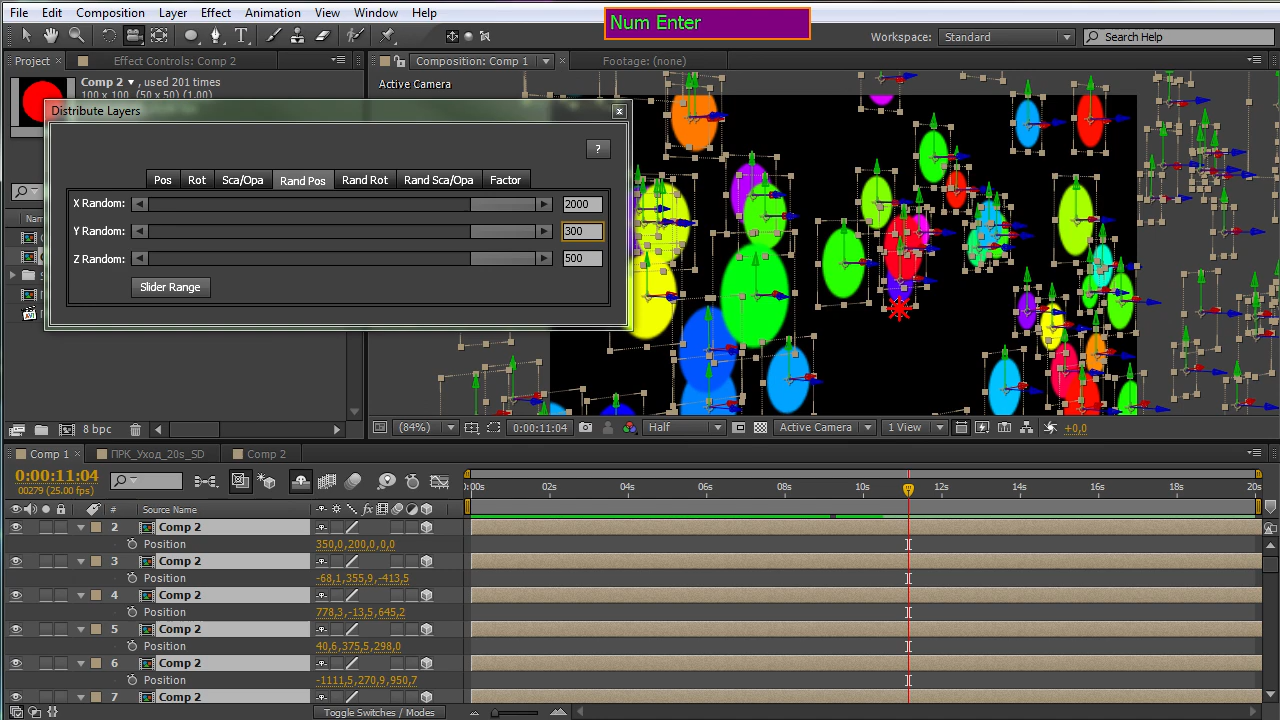 Num Enter
File Edit Composition Layer Effect Animation View Window Help
Workspace: Standard Search Help
Project Effect Controls: Comp 2 Composition: Comp 1 Footage: (none)
Comp 2 , used 201 times
100 x 100 (50 x 50) (1,00)
Active Camera
Distribute Layers
?
Pos Rot Sca/Opa Rand Pos Rand Rot Rand Sca/Opa Factor
X Random: 2000
Y Random: 300
Z Random: 500
Slider Range
8 bpc (84%) 0:00:11:04 Half Active Camera 1 View +0,0
Comp 1 ПРК_Уход_20s_SD Comp 2
0:00:11:04
00279 (25.00 fps)
:00s 02s 04s 06s 08s 10s 12s 14s 16s 18s 20s
# Source Name
2 Comp 2
Position 350,0,200,0,0,0
3 Comp 2
Position -68,1,355,9,-413,5
4 Comp 2
Position 778,3,-13,5,645,2
5 Comp 2
Position 40,6,375,5,298,0
6 Comp 2
Position -1111,5,270,9,950,7
7 Comp 2
Toggle Switches / Modes